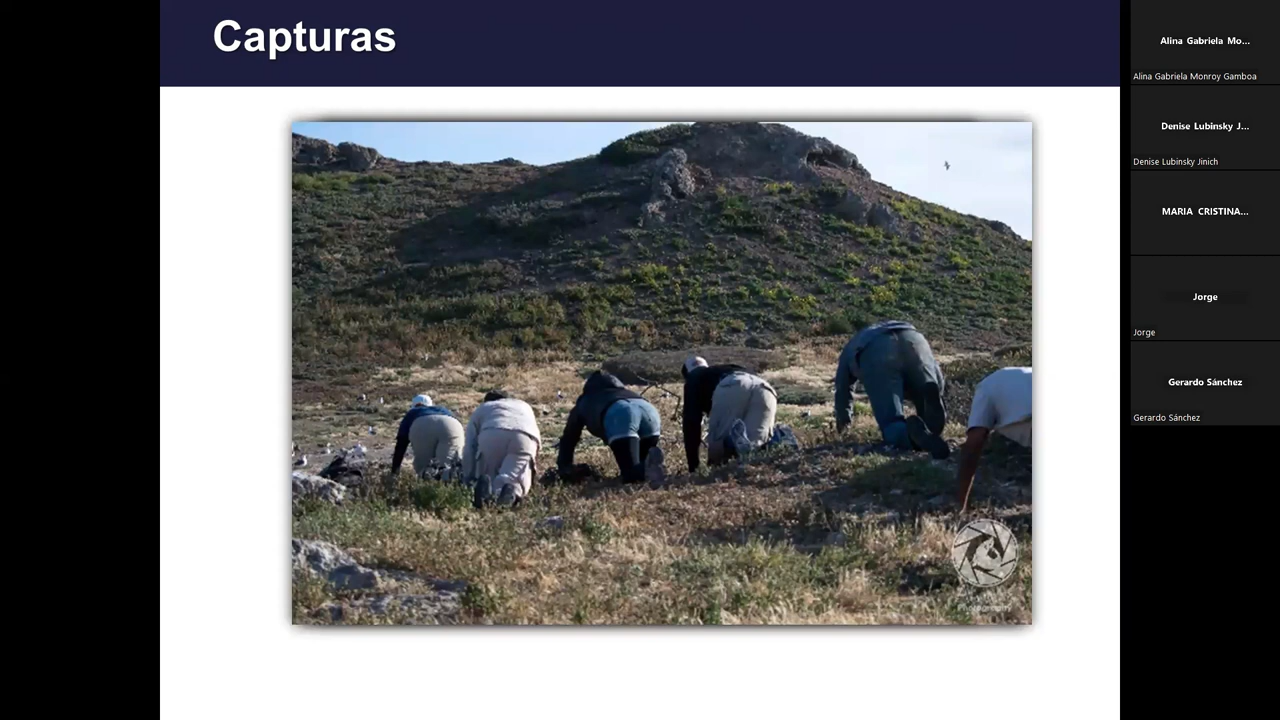 Capturas
Alina Gabriela Mo...
Alina Gabriela Monroy Gamboa
Denise Lubinsky J...
Denise Lubinsky Jinich
MARIA CRISTINA...
Jorge
Jorge
Gerardo Sánchez
Gerardo Sánchez
Photography